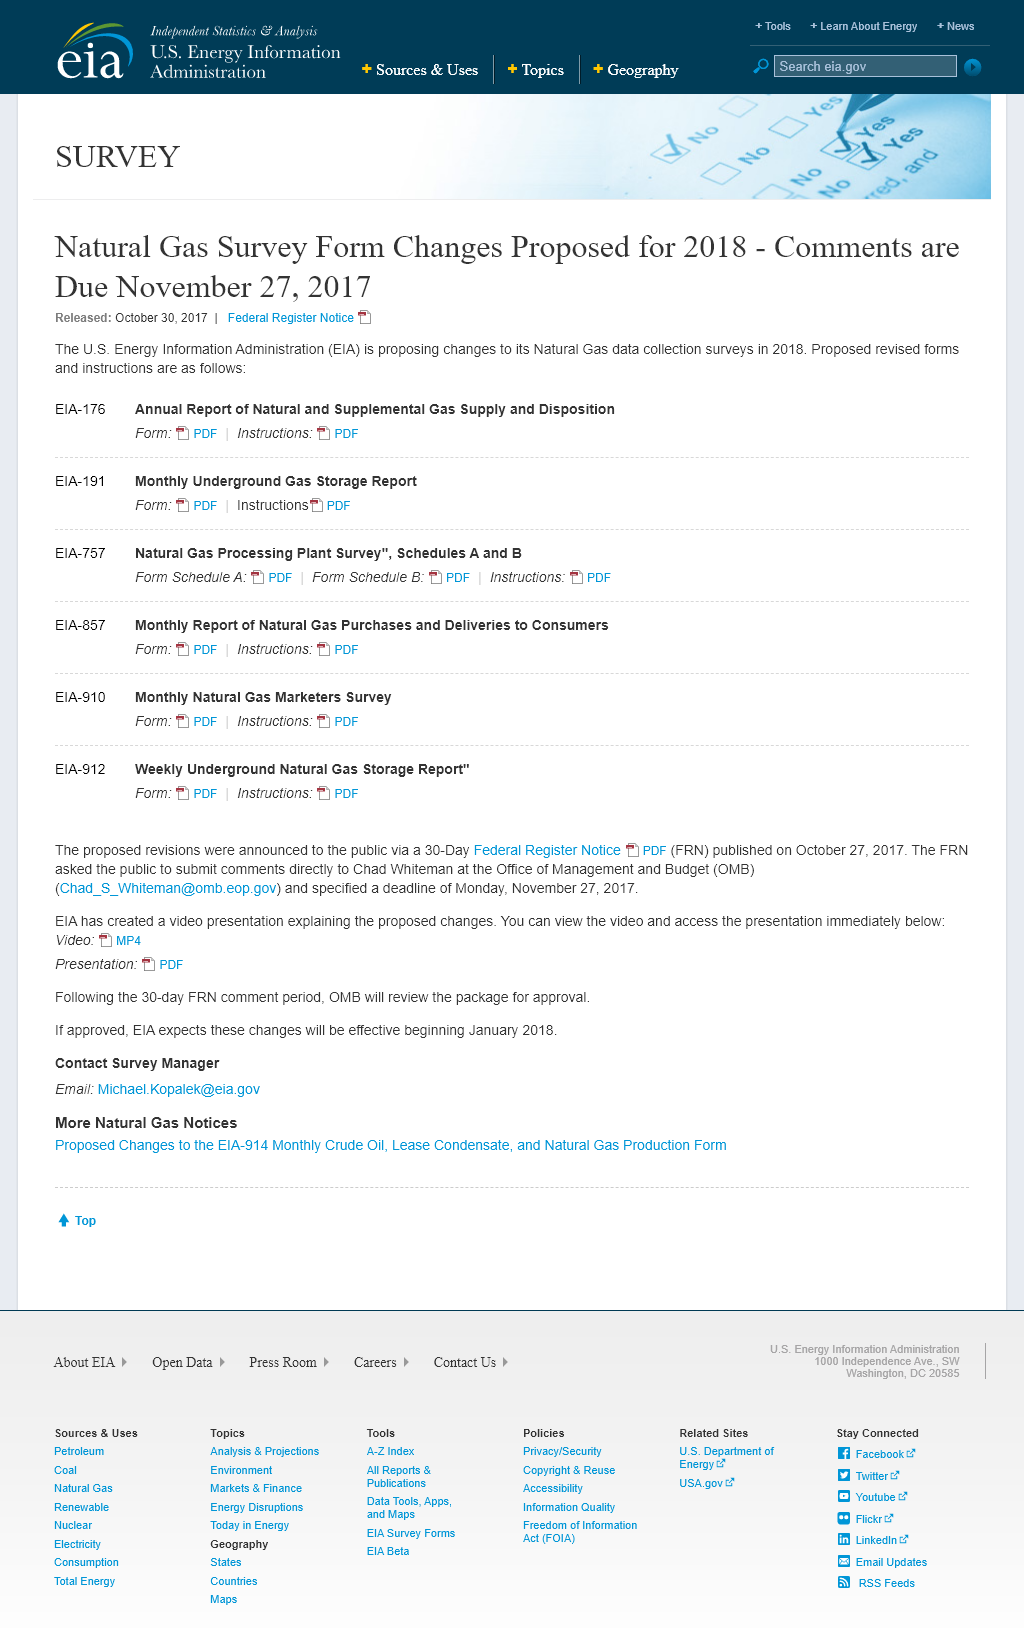 Independent Statistics & Analysis
U.S. Energy Information
Administration
eia
+ Tools + Learn About Energy + News
+ Sources & Uses + Topics + Geography
Search eia.gov
SURVEY
No Yes
No Yes
No
No
Natural Gas Survey Form Changes Proposed for 2018 - Comments are
Due November 27, 2017
Released: October 30, 2017 | Federal Register Notice
The U.S. Energy Information Administration (EIA) is proposing changes to its Natural Gas data collection surveys in 2018. Proposed revised forms
and instructions are as follows:
EIA-176 Annual Report of Natural and Supplemental Gas Supply and Disposition
Form: PDF | Instructions: PDF
EIA-191 Monthly Underground Gas Storage Report
Form: PDF | Instructions PDF
EIA-757 Natural Gas Processing Plant Survey", Schedules A and B
Form Schedule A: PDF | Form Schedule B: PDF | Instructions: PDF
EIA-857 Monthly Report of Natural Gas Purchases and Deliveries to Consumers
Form: PDF | Instructions: PDF
EIA-910 Monthly Natural Gas Marketers Survey
Form: PDF | Instructions: PDF
EIA-912 Weekly Underground Natural Gas Storage Report"
Form: PDF | Instructions: PDF
The proposed revisions were announced to the public via a 30-Day Federal Register Notice PDF (FRN) published on October 27, 2017. The FRN
asked the public to submit comments directly to Chad Whiteman at the Office of Management and Budget (OMB)
(Chad_S_Whiteman@omb.eop.gov) and specified a deadline of Monday, November 27, 2017.
EIA has created a video presentation explaining the proposed changes. You can view the video and access the presentation immediately below:
Video: MP4
Presentation: PDF
Following the 30-day FRN comment period, OMB will review the package for approval.
If approved, EIA expects these changes will be effective beginning January 2018.
Contact Survey Manager
Email: Michael.Kopalek@eia.gov
More Natural Gas Notices
Proposed Changes to the EIA-914 Monthly Crude Oil, Lease Condensate, and Natural Gas Production Form
Top
About EIA Open Data Press Room Careers Contact Us
U.S. Energy Information Administration
1000 Independence Ave., SW
Washington, DC 20585
Sources & Uses
Petroleum
Coal
Natural Gas
Renewable
Nuclear
Electricity
Consumption
Total Energy
Topics
Analysis & Projections
Environment
Markets & Finance
Energy Disruptions
Today in Energy
Geography
States
Countries
Maps
Tools
A-Z Index
All Reports &
Publications
Data Tools, Apps,
and Maps
EIA Survey Forms
EIA Beta
Policies
Privacy/Security
Copyright & Reuse
Accessibility
Information Quality
Freedom of Information
Act (FOIA)
Related Sites
U.S. Department of
Energy
USA.gov
Stay Connected
Facebook
Twitter
Youtube
Flickr
LinkedIn
Email Updates
RSS Feeds